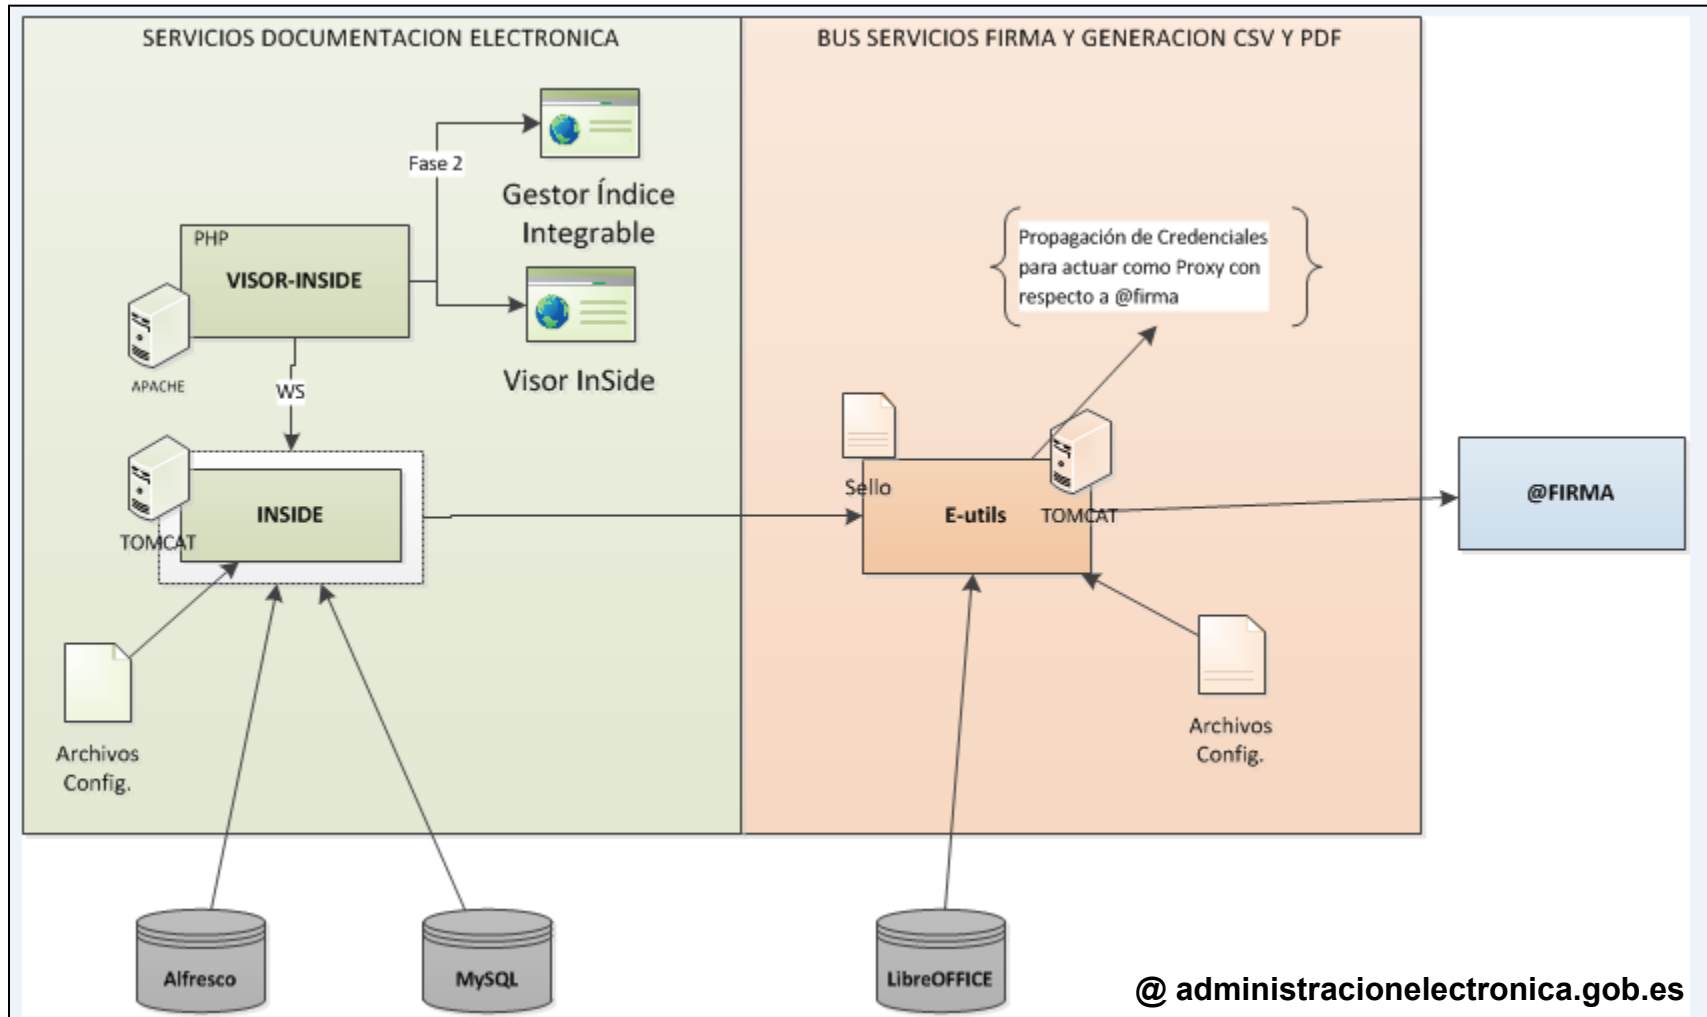 SERVICIOS DOCUMENTACION ELECTRONICA
BUS SERVICIOS FIRMA Y GENERACION CSV Y PDF
Fase 2
Gestor Índice
Integrable
PHP
VISOR-INSIDE
APACHE
Visor InSide
WS
TOMCAT
INSIDE
Archivos
Config.
Propagación de Credenciales
para actuar como Proxy con
respecto a @firma
Sello
E-utils
TOMCAT
@FIRMA
Archivos
Config.
Alfresco
MySQL
LibreOFFICE
@ administracionelectronica.gob.es